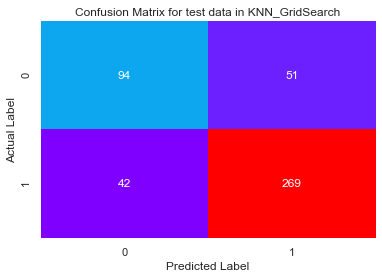 Confusion Matrix for test data in KNN_GridSearch
Actual Label
0
94
51
1
42
269
0
1
Predicted Label